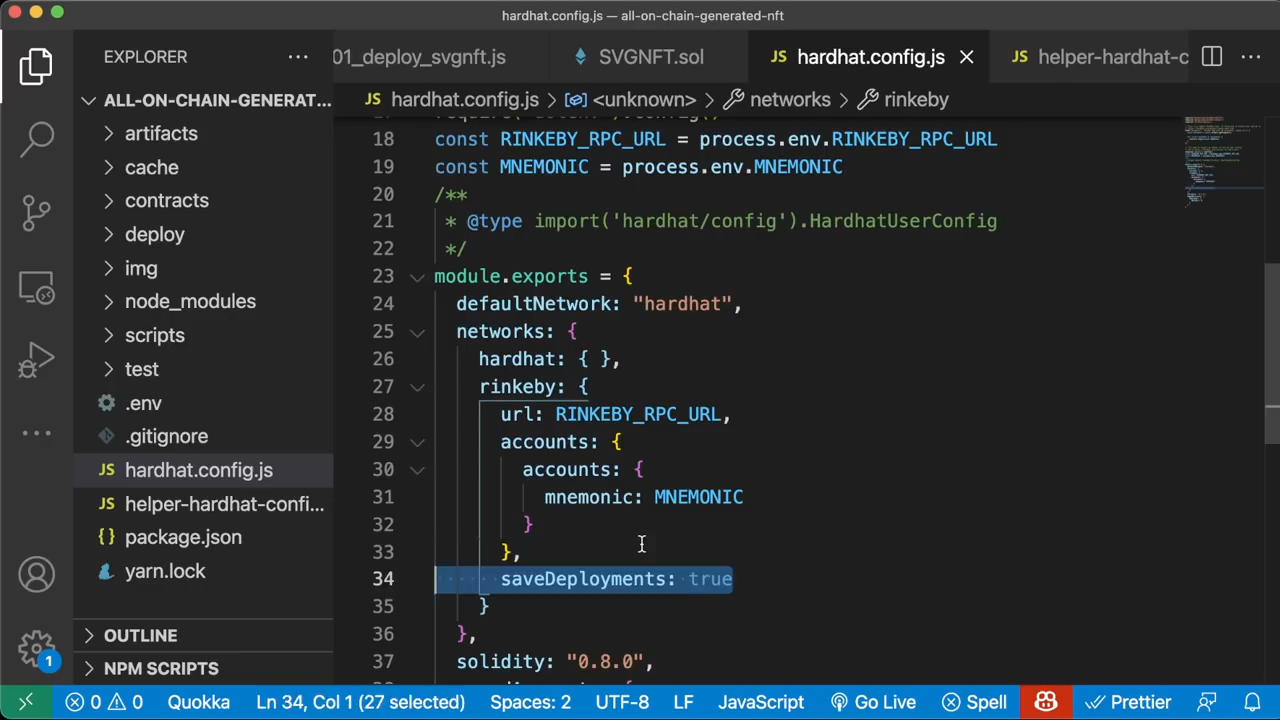 hardhat.config.js — all-on-chain-generated-nft
EXPLORER
01_deploy_svgnft.js
SVGNFT.sol
JS hardhat.config.js
JS helper-hardhat-c
JS hardhat.config.js > <unknown> > networks > rinkeby
ALL-ON-CHAIN-GENERAT...
artifacts
cache
contracts
deploy
img
node_modules
scripts
test
.env
.gitignore
JS hardhat.config.js
JS helper-hardhat-confi...
{} package.json
yarn.lock
OUTLINE
NPM SCRIPTS
18 const RINKEBY_RPC_URL = process.env.RINKEBY_RPC_URL
19 const MNEMONIC = process.env.MNEMONIC
20 /**
21 * @type import('hardhat/config').HardhatUserConfig
22 */
23 module.exports = {
24 defaultNetwork: "hardhat",
25 networks: {
26 hardhat: { },
27 rinkeby: {
28 url: RINKEBY_RPC_URL,
29 accounts: {
30 accounts: {
31 mnemonic: MNEMONIC
32 }
33 },
34 saveDeployments: true
35 }
36 },
37 solidity: "0.8.0",
1
0 0 Quokka Ln 34, Col 1 (27 selected) Spaces: 2 UTF-8 LF JavaScript Go Live Spell Prettier